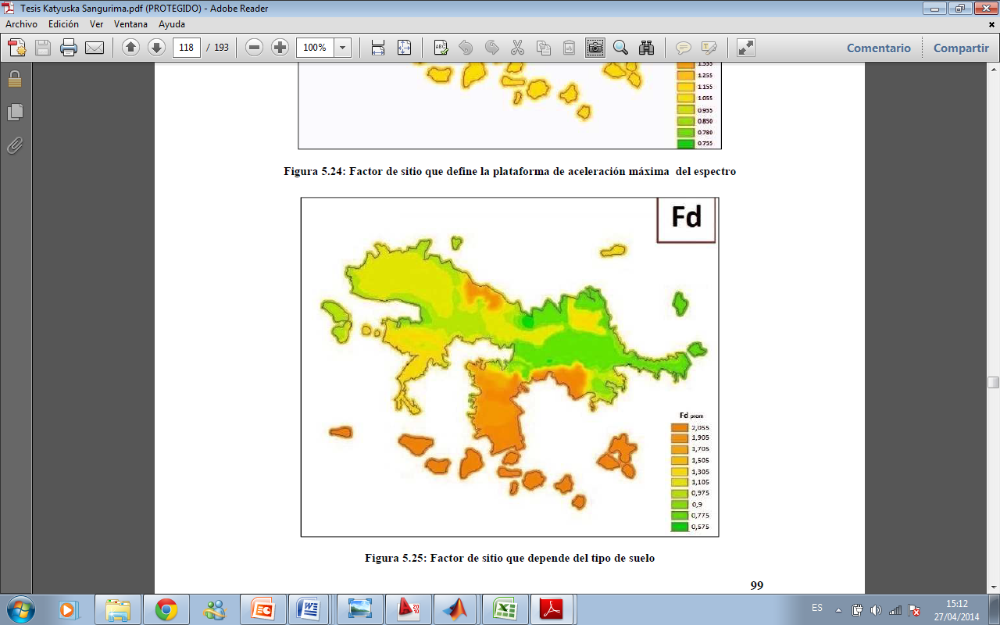 Tesis Katyuska Sangurima.pdf (PROTEGIDO) - Adobe Reader
Archivo Edición Ver Ventana Ayuda
118 / 193 100% Comentario Compartir
1.355
1.255
1.155
1.055
0.955
0.850
0.780
0.755
Figura 5.24: Factor de sitio que define la plataforma de aceleración máxima del espectro
Fd
Fd prom
2,055
1,905
1,705
1,505
1,305
1,105
0,975
0,9
0,775
0,575
Figura 5.25: Factor de sitio que depende del tipo de suelo
99
ES
15:12
27/04/2014